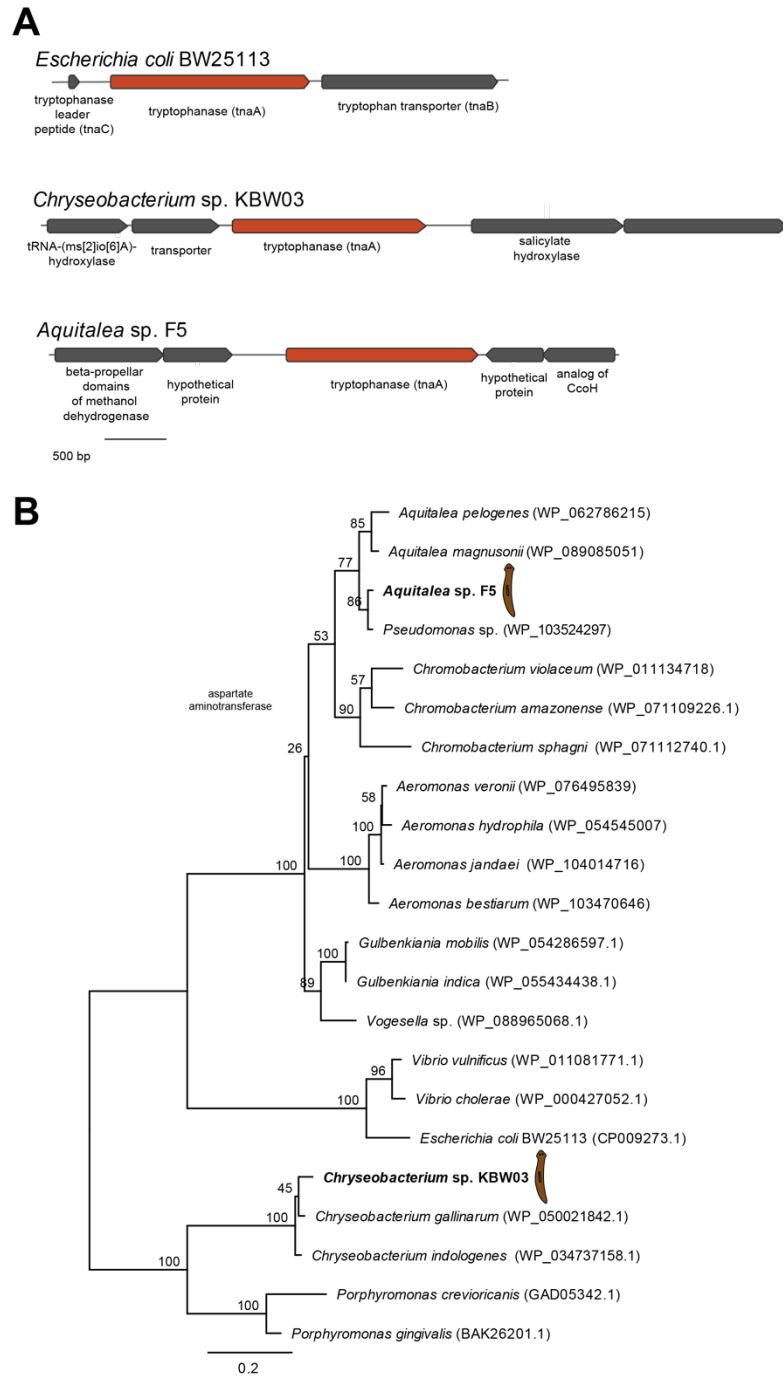 A
Escherichia coli BW25113
tryptophanase
leader
peptide (tnaC)
tryptophanase (tnaA)
tryptophan transporter (tnaB)
Chryseobacterium sp. KBW03
tRNA-(ms[2]io[6]A)-
hydroxylase
transporter
tryptophanase (tnaA)
salicylate
hydroxylase
Aquitalea sp. F5
beta-propellar
domains
of methanol
dehydrogenase
hypothetical
protein
tryptophanase (tnaA)
hypothetical
protein
analog of
CcoH
500 bp
B
85
Aquitalea pelogenes (WP_062786215)
Aquitalea magnusonii (WP_089085051)
77
86
Aquitalea sp. F5
Pseudomonas sp. (WP_103524297)
53
57
Chromobacterium violaceum (WP_011134718)
aspartate
aminotransferase
90
Chromobacterium amazonense (WP_071109226.1)
Chromobacterium sphagni (WP_071112740.1)
26
58
Aeromonas veronii (WP_076495839)
100
Aeromonas hydrophila (WP_054545007)
100
Aeromonas jandaei (WP_104014716)
100
Aeromonas bestiarum (WP_103470646)
100
Gulbenkiania mobilis (WP_054286597.1)
89
Gulbenkiania indica (WP_055434438.1)
Vogesella sp. (WP_088965068.1)
96
Vibrio vulnificus (WP_011081771.1)
100
Vibrio cholerae (WP_000427052.1)
Escherichia coli BW25113 (CP009273.1)
45
Chryseobacterium sp. KBW03
100
Chryseobacterium gallinarum (WP_050021842.1)
100
Chryseobacterium indologenes (WP_034737158.1)
100
Porphyromonas crevioricanis (GAD05342.1)
Porphyromonas gingivalis (BAK26201.1)
0.2